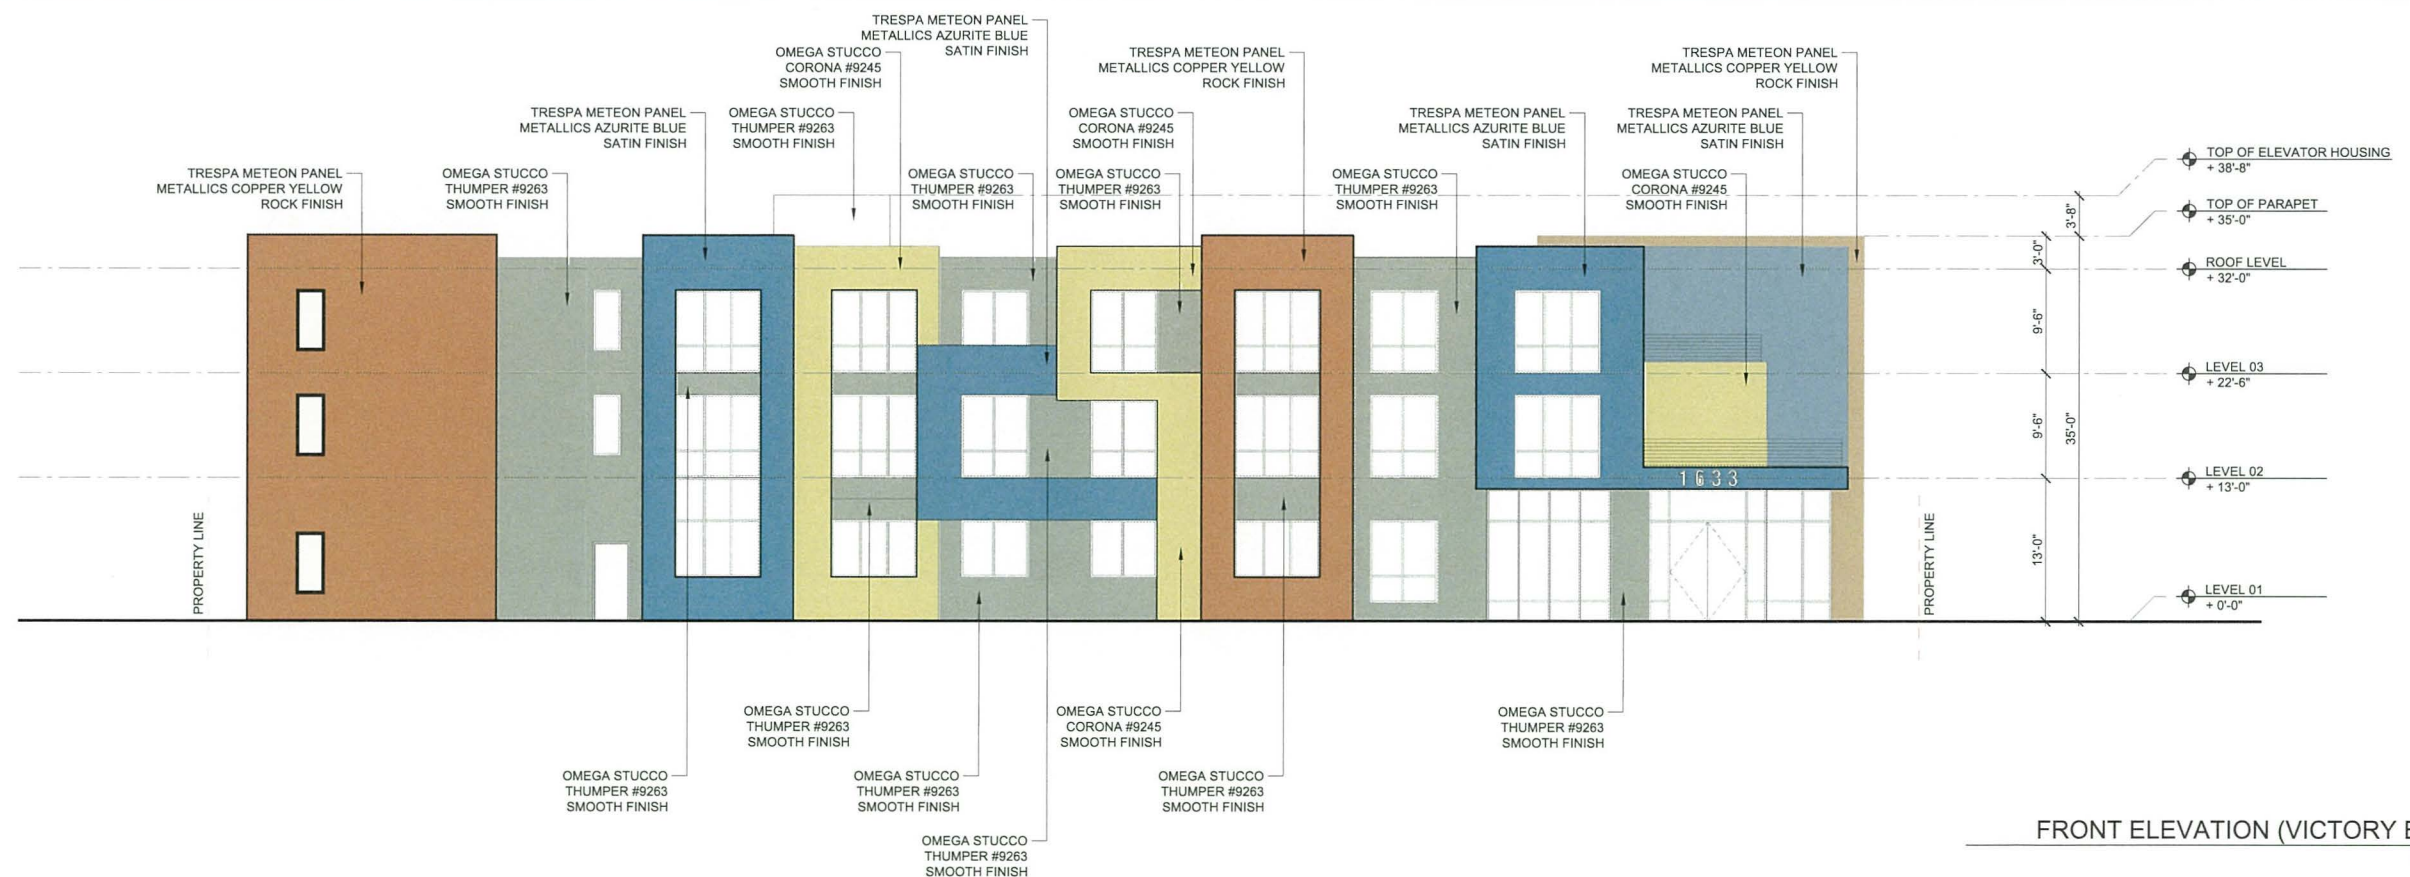 TRESPA METEON PANEL
METALLICS AZURITE BLUE
SATIN FINISH
OMEGA STUCCO
CORONA #9245
SMOOTH FINISH
TRESPA METEON PANEL
METALLICS COPPER YELLOW
ROCK FINISH
TRESPA METEON PANEL
METALLICS COPPER YELLOW
ROCK FINISH
TRESPA METEON PANEL
METALLICS AZURITE BLUE
SATIN FINISH
OMEGA STUCCO
THUMPER #9263
SMOOTH FINISH
OMEGA STUCCO
CORONA #9245
SMOOTH FINISH
TRESPA METEON PANEL
METALLICS AZURITE BLUE
SATIN FINISH
TRESPA METEON PANEL
METALLICS AZURITE BLUE
SATIN FINISH
TRESPA METEON PANEL
METALLICS COPPER YELLOW
ROCK FINISH
OMEGA STUCCO
THUMPER #9263
SMOOTH FINISH
OMEGA STUCCO
THUMPER #9263
SMOOTH FINISH
OMEGA STUCCO
THUMPER #9263
SMOOTH FINISH
OMEGA STUCCO
THUMPER #9263
SMOOTH FINISH
OMEGA STUCCO
CORONA #9245
SMOOTH FINISH
TOP OF ELEVATOR HOUSING
+ 38'-8"
TOP OF PARAPET
+ 35'-0"
ROOF LEVEL
+ 32'-0"
LEVEL 03
+ 22'-6"
LEVEL 02
+ 13'-0"
LEVEL 01
+ 0'-0"
3'-8"
3'-0"
9'-6"
9'-6"
35'-0"
13'-0"
1633
PROPERTY LINE
PROPERTY LINE
OMEGA STUCCO
THUMPER #9263
SMOOTH FINISH
OMEGA STUCCO
CORONA #9245
SMOOTH FINISH
OMEGA STUCCO
THUMPER #9263
SMOOTH FINISH
OMEGA STUCCO
THUMPER #9263
SMOOTH FINISH
OMEGA STUCCO
THUMPER #9263
SMOOTH FINISH
OMEGA STUCCO
THUMPER #9263
SMOOTH FINISH
OMEGA STUCCO
THUMPER #9263
SMOOTH FINISH
FRONT ELEVATION (VICTORY